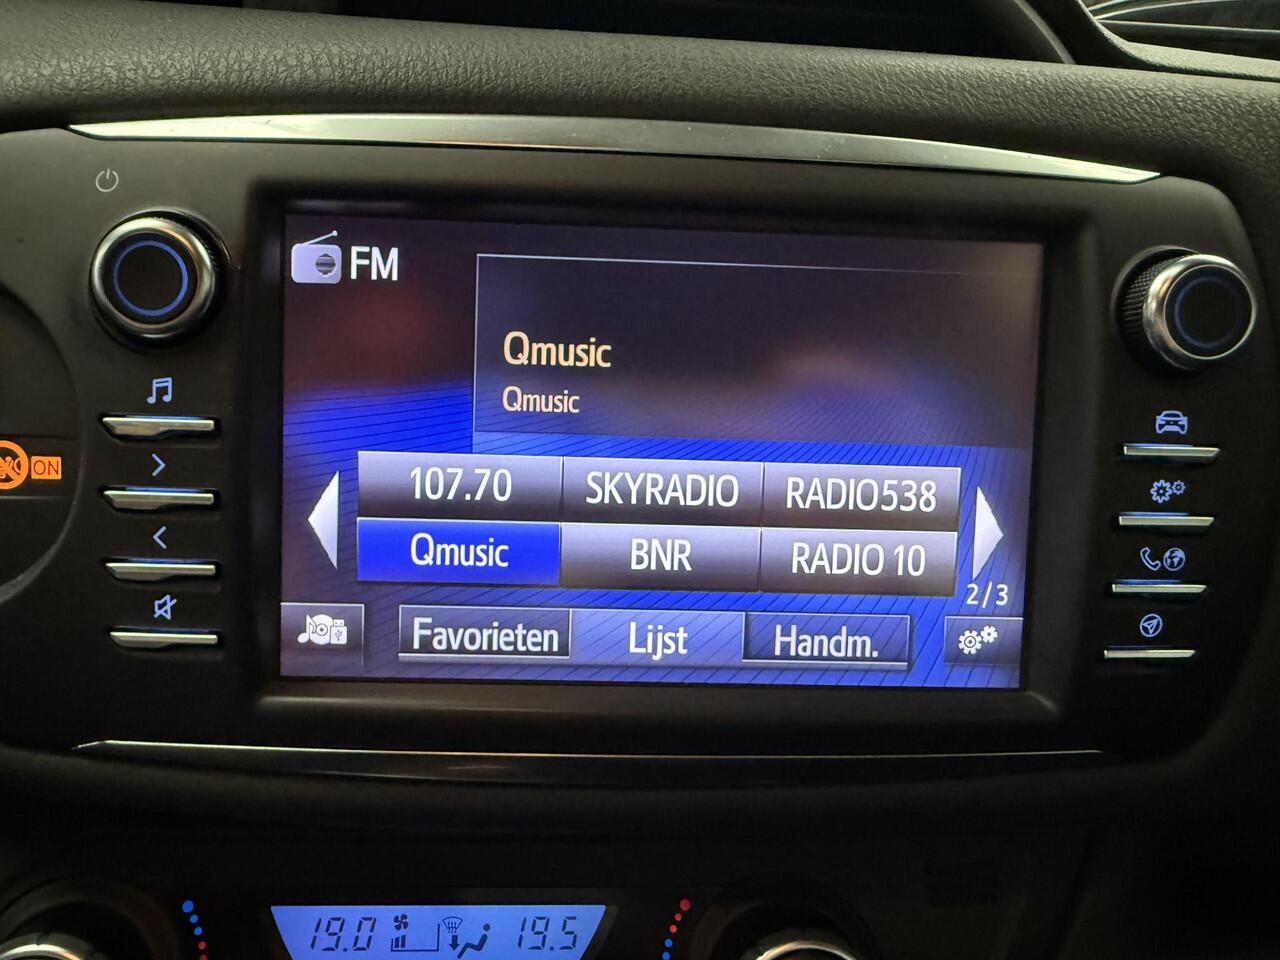 FM
Qmusic
Qmusic
107.70 SKYRADIO RADIO538
Qmusic BNR RADIO 10
2/3
Favorieten Lijst Handm.
ON
19.0 19.5